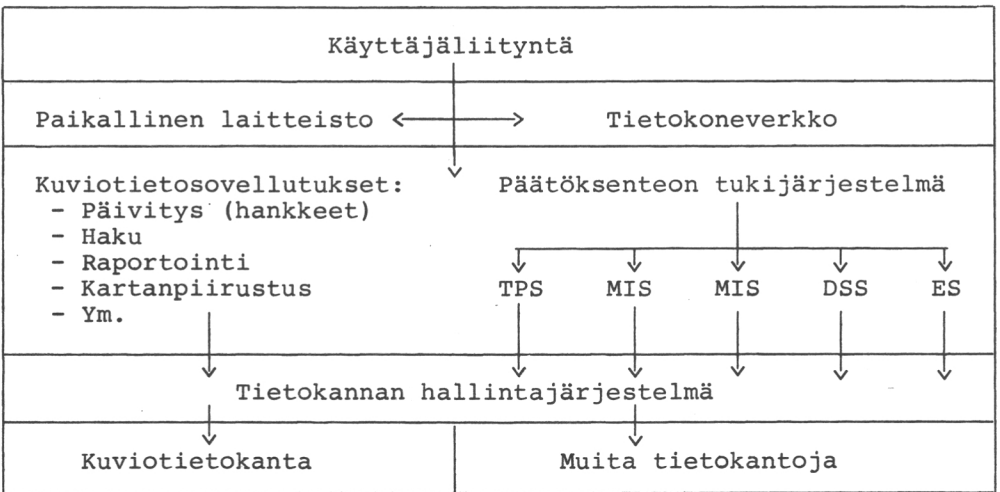 Käyttäjäliityntä
Paikallinen laitteisto
Tietokoneverkko
Kuviotietosovellutukset:
- Päivitys (hankkeet)
- Haku
- Raportointi
- Kartanpiirustus
- Ym.
Päätöksenteon tukijärjestelmä
TPS MIS MIS DSS ES
Tietokannan hallintajärjestelmä
Kuviotietokanta
Muita tietokantoja